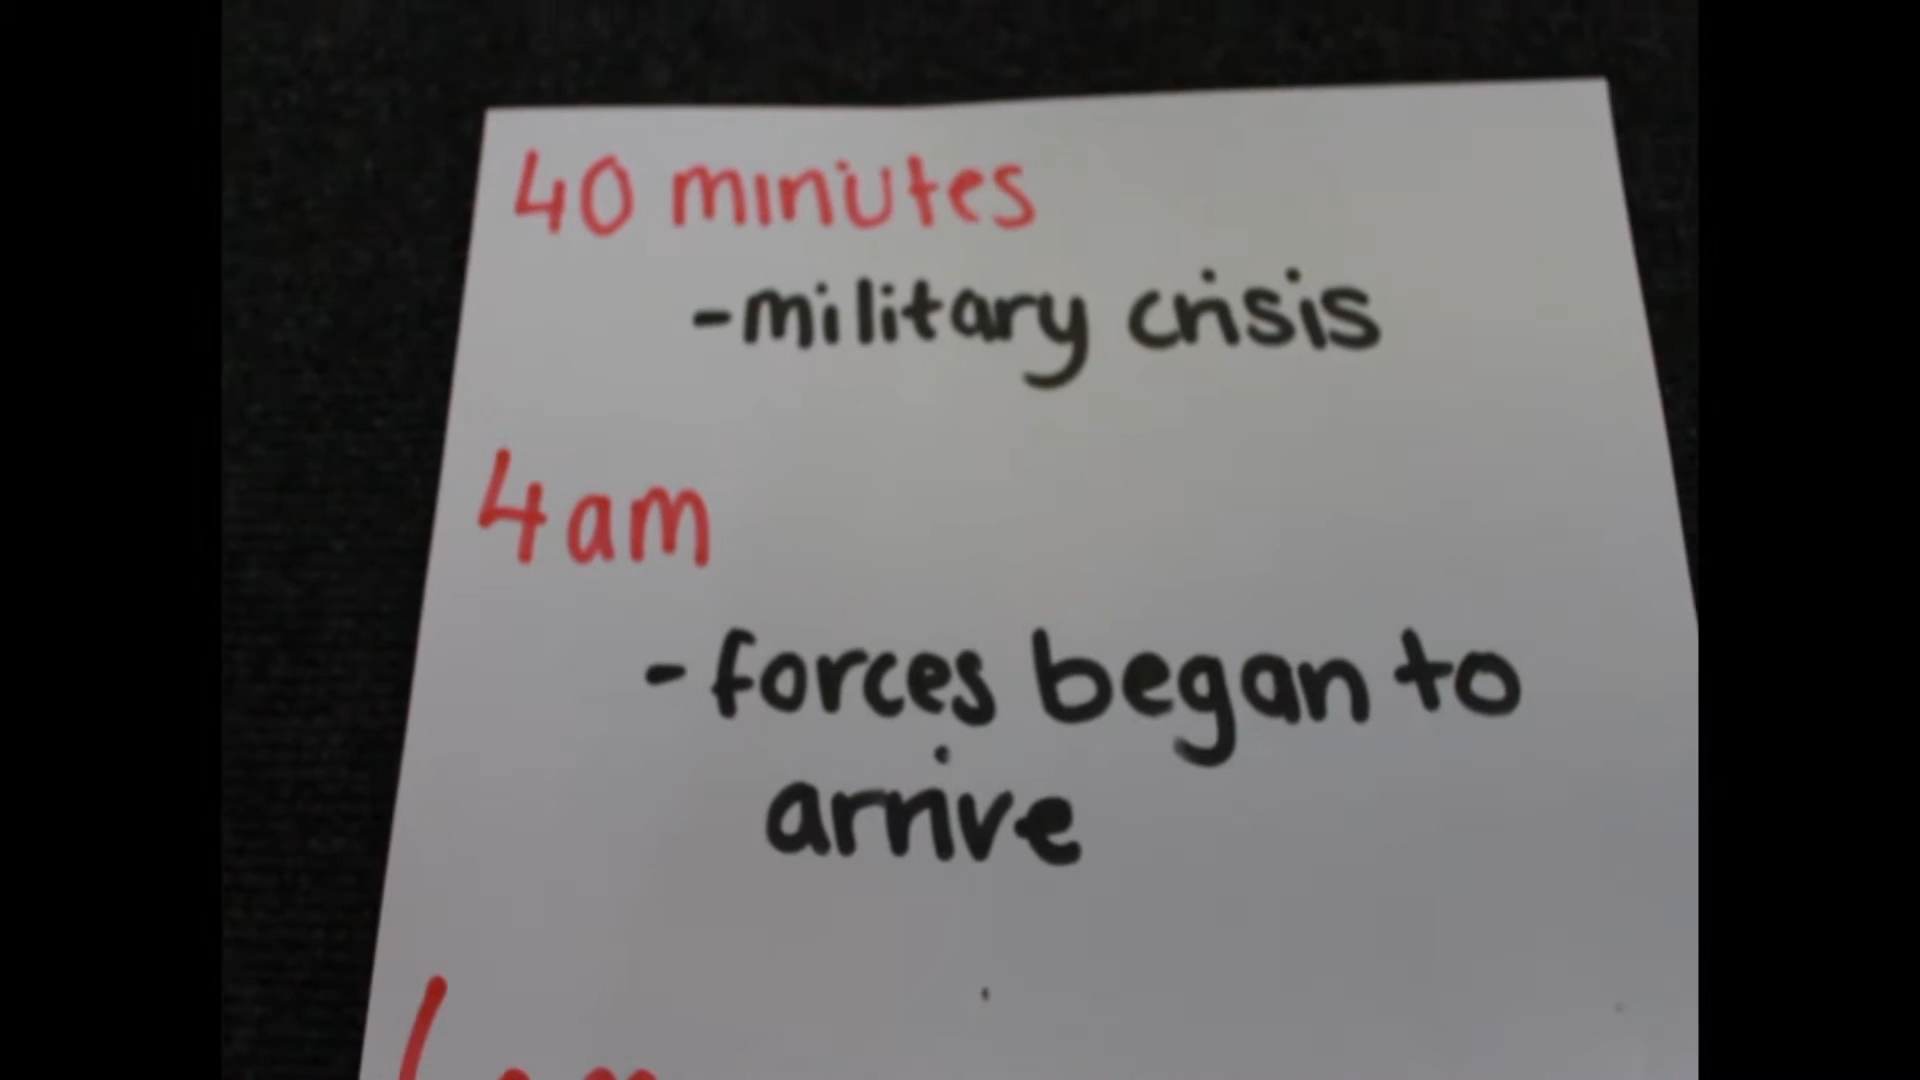 40 minutes
-military crisis
4am
-forces began to
arrive